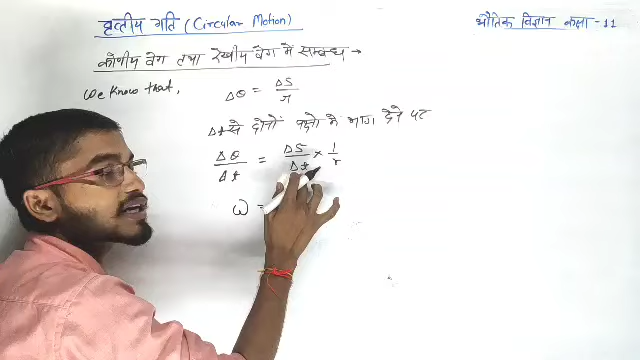 वृत्तीय गति (Circular Motion)
भौतिक विज्ञान कक्षा-11
कोणीय वेग तथा रेखीय वेग में सम्बन्ध →
We know that,
Δθ = ΔS / r
Δt से दोनों पक्षों में भाग देने पर
Δθ / Δt = ΔS / Δt × 1 / r
ω =